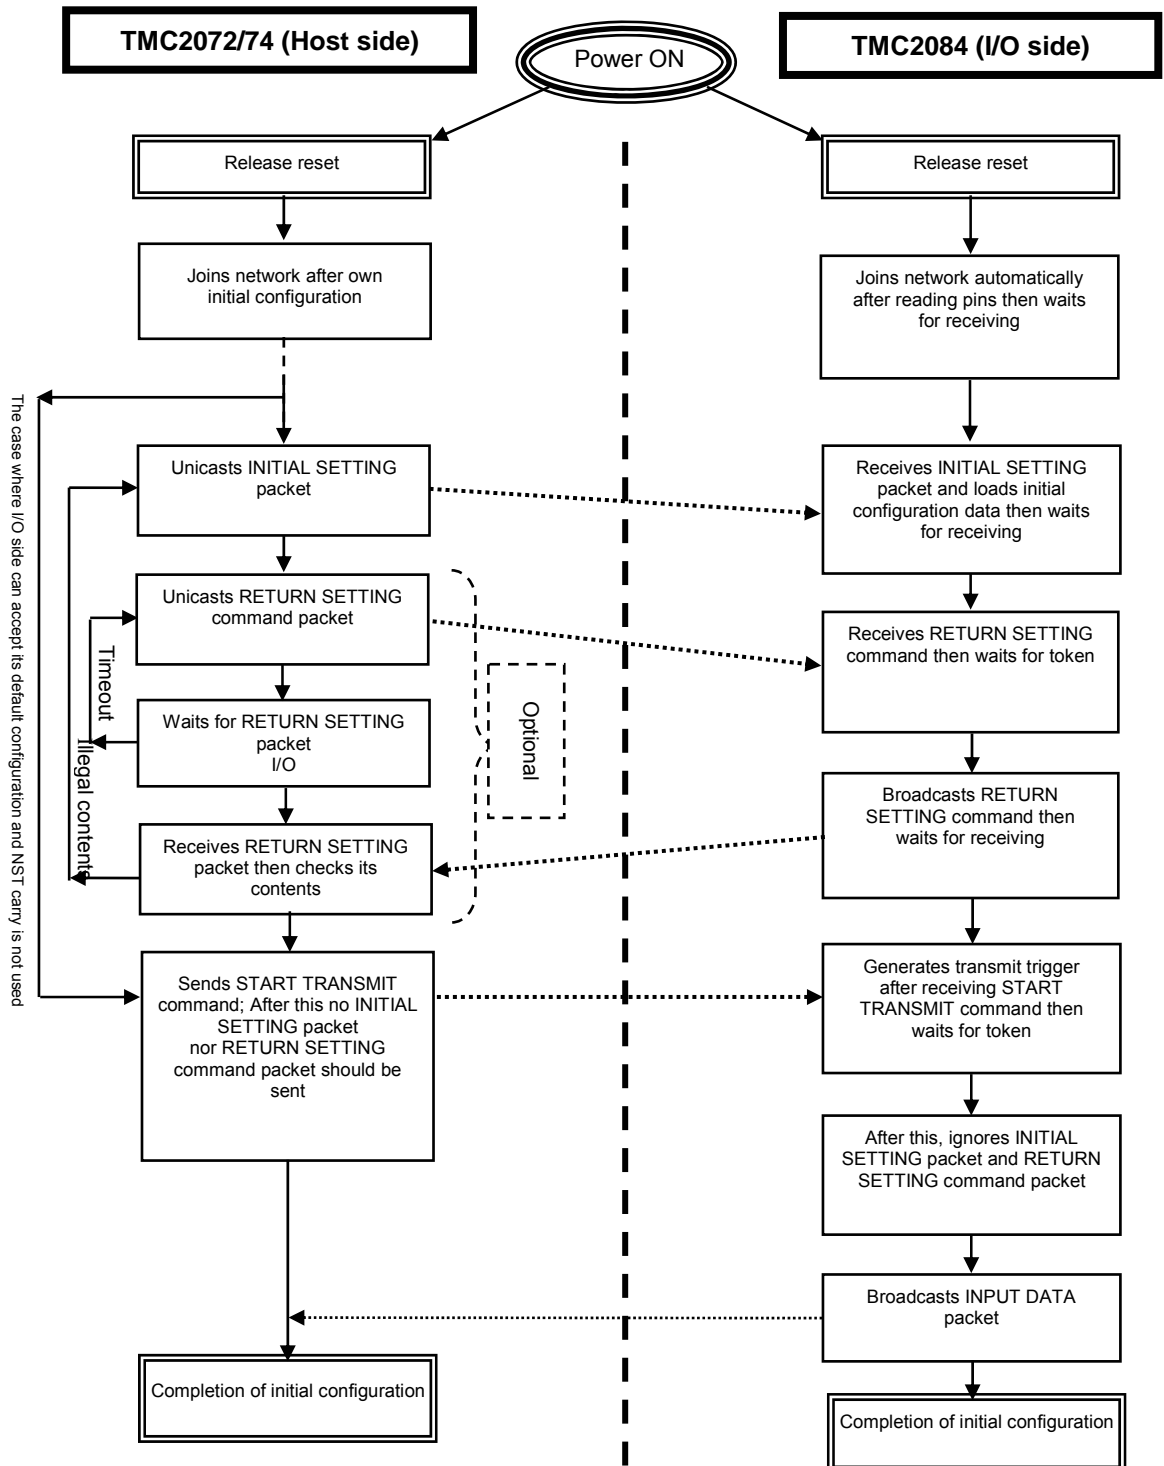 TMC2072/74 (Host side)
Power ON
TMC2084 (I/O side)
Release reset
Release reset
Joins network after own
initial configuration
Joins network automatically
after reading pins then waits
for receiving
The case where I/O side can accept its default configuration and NST carry is not used
Unicasts INITIAL SETTING
packet
Receives INITIAL SETTING
packet and loads initial
configuration data then waits
for receiving
Unicasts RETURN SETTING
command packet
Receives RETURN SETTING
command then waits for token
Timeout
Optional
Waits for RETURN SETTING
packet
I/O
Illegal contents
Broadcasts RETURN
SETTING command then
waits for receiving
Receives RETURN SETTING
packet then checks its
contents
Sends START TRANSMIT
command; After this no INITIAL
SETTING packet
nor RETURN SETTING
command packet should be
sent
Generates transmit trigger
after receiving START
TRANSMIT command then
waits for token
After this, ignores INITIAL
SETTING packet and RETURN
SETTING command packet
Broadcasts INPUT DATA
packet
Completion of initial configuration
Completion of initial configuration